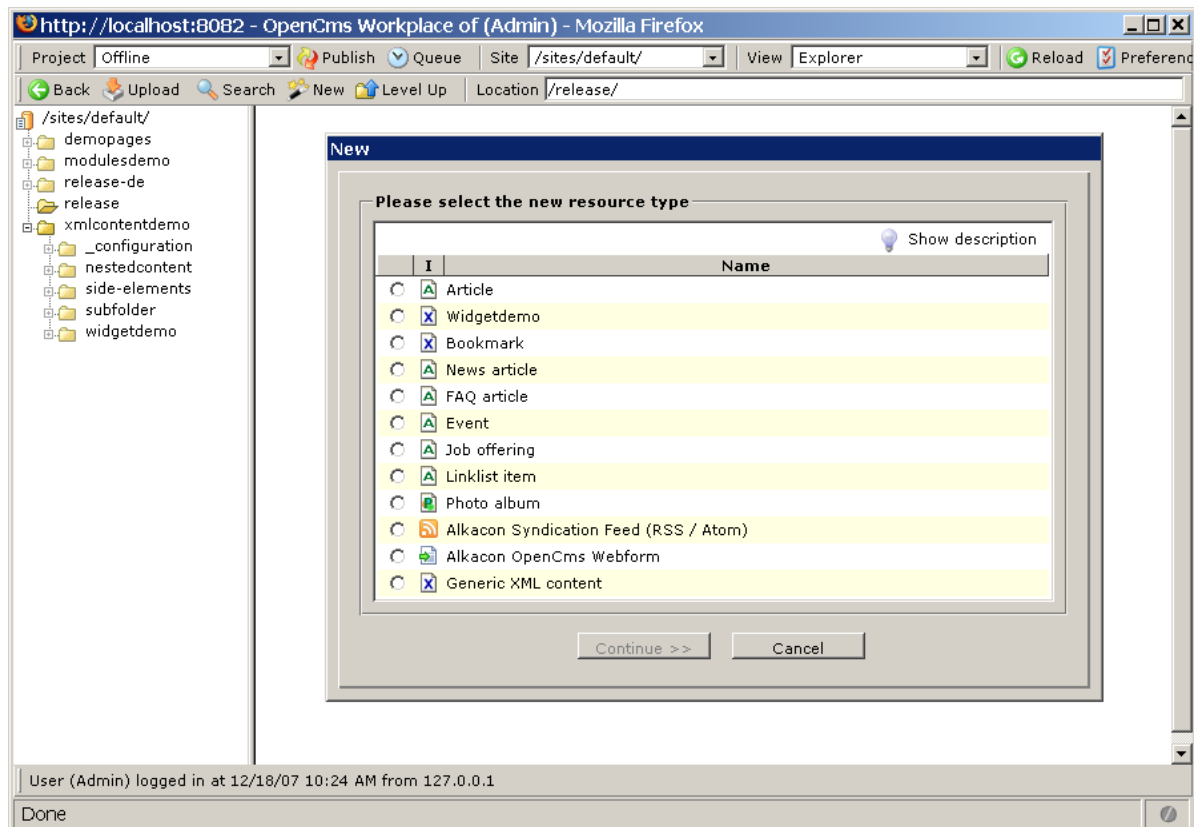 http://localhost:8082 - OpenCms Workplace of (Admin) - Mozilla Firefox
Project Offline Publish Queue Site /sites/default/ View Explorer Reload Preferenc
Back Upload Search New Level Up Location /release/
/sites/default/
demopages
modulesdemo
release-de
release
xmlcontentdemo
_configuration
nestedcontent
side-elements
subfolder
widgetdemo
New
Please select the new resource type
Show description
I Name
Article
Widgetdemo
Bookmark
News article
FAQ article
Event
Job offering
Linklist item
Photo album
Alkacon Syndication Feed (RSS / Atom)
Alkacon OpenCms Webform
Generic XML content
Continue >> Cancel
User (Admin) logged in at 12/18/07 10:24 AM from 127.0.0.1
Done